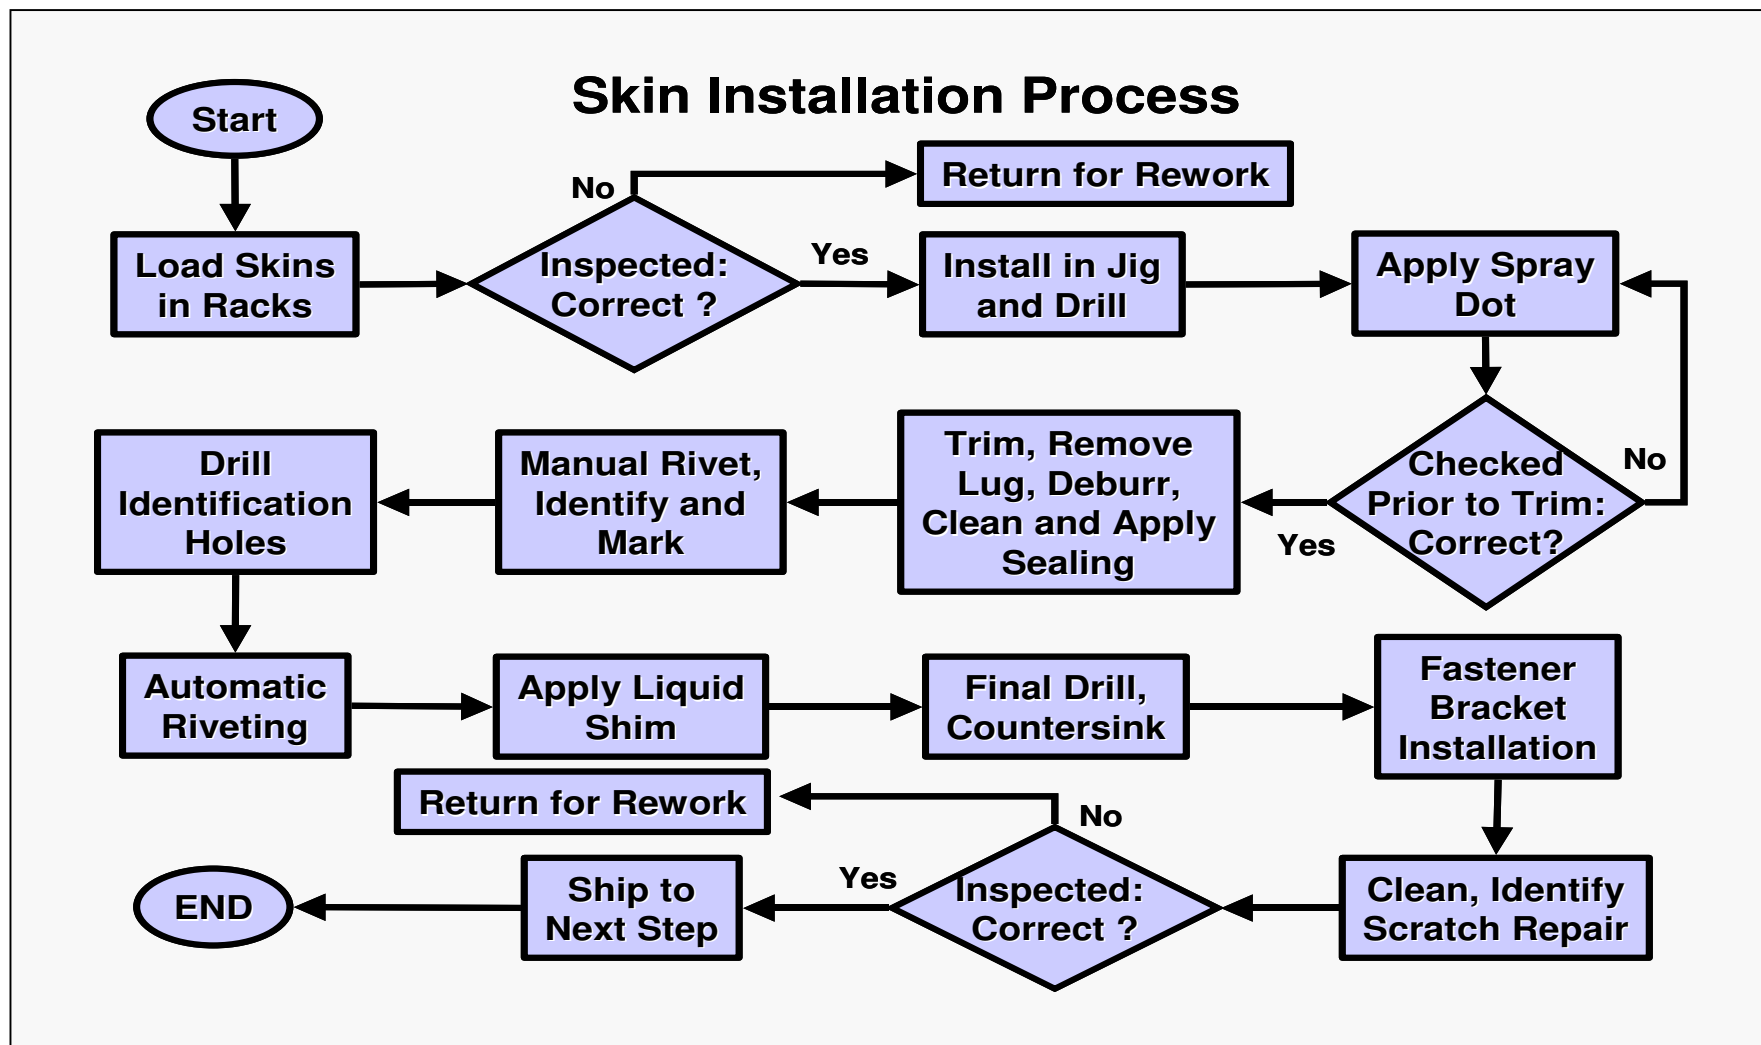 Skin Installation Process
Start
No
Return for Rework
Load Skins
in Racks
Inspected:
Correct ?
Yes
Install in Jig
and Drill
Apply Spray
Dot
Drill
Identification
Holes
Manual Rivet,
Identify and
Mark
Trim, Remove
Lug, Deburr,
Clean and Apply
Sealing
Yes
Checked
Prior to Trim:
Correct?
No
Automatic
Riveting
Apply Liquid
Shim
Final Drill,
Countersink
Fastener
Bracket
Installation
Return for Rework
No
END
Ship to
Next Step
Yes
Inspected:
Correct ?
Clean, Identify
Scratch Repair